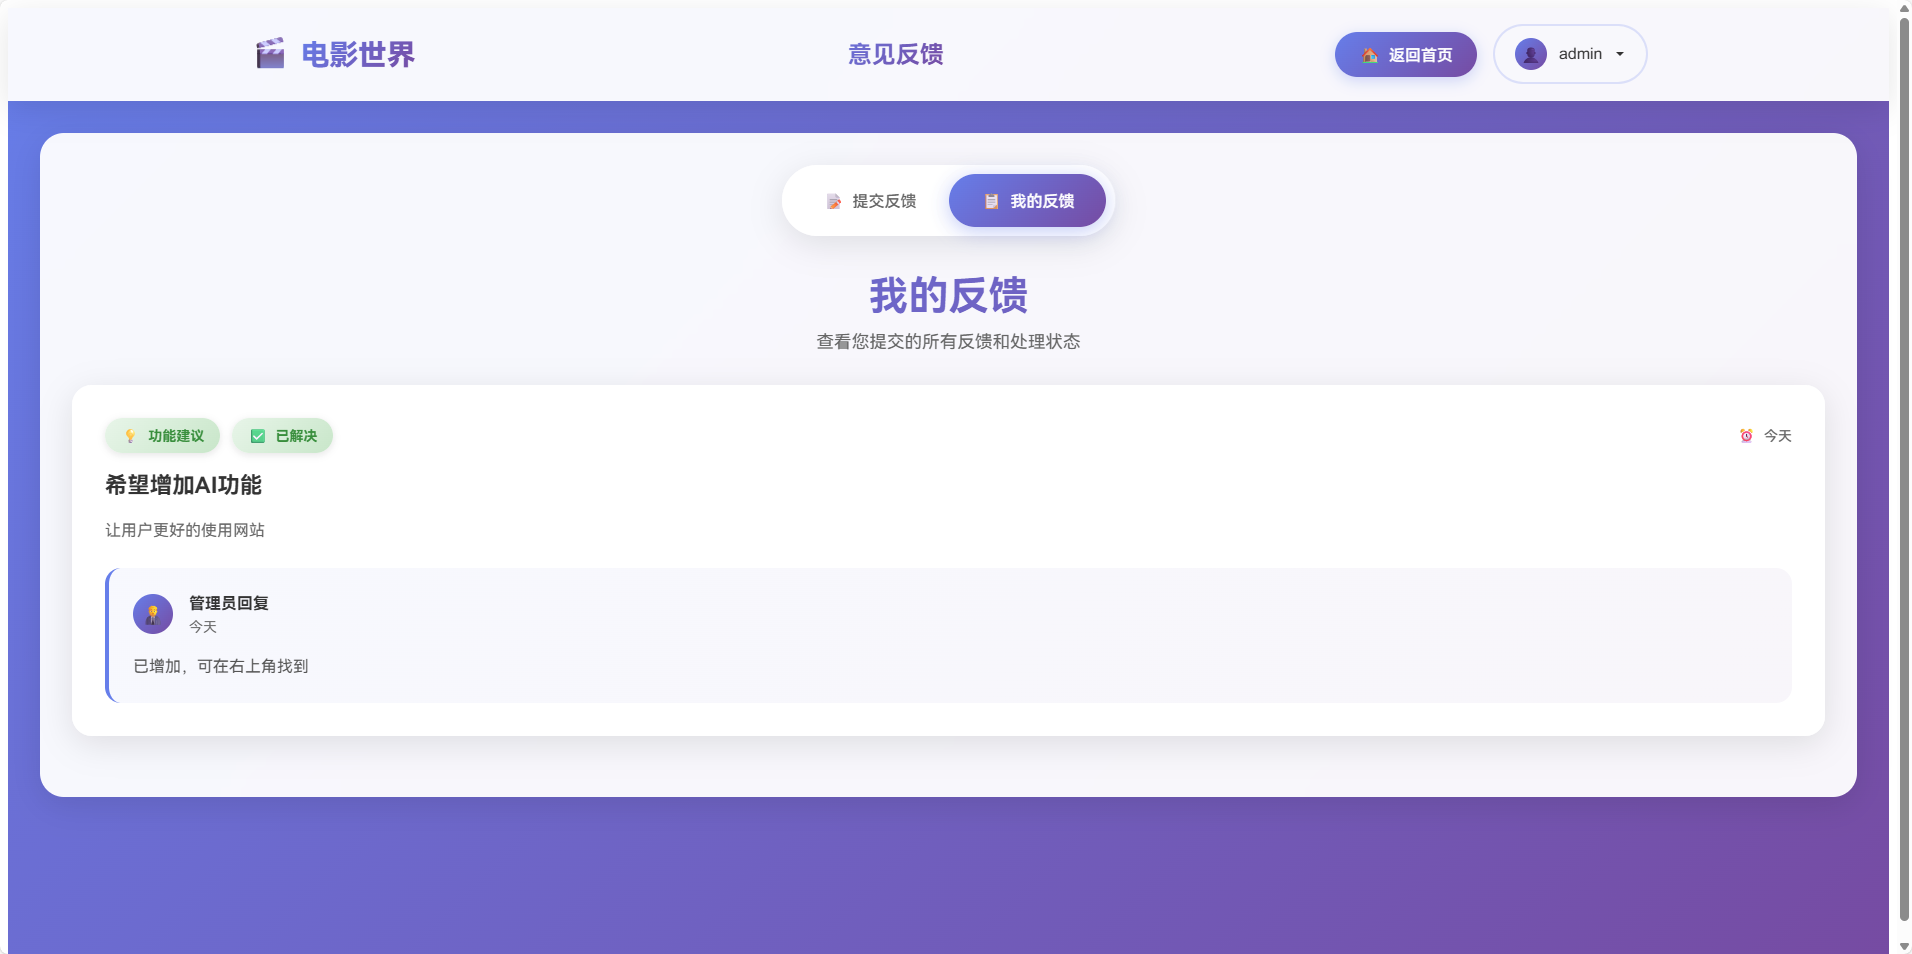 电影世界
意见反馈
返回首页
admin
提交反馈
我的反馈
我的反馈
查看您提交的所有反馈和处理状态
功能建议
已解决
今天
希望增加AI功能
让用户更好的使用网站
管理员回复
今天
已增加，可在右上角找到